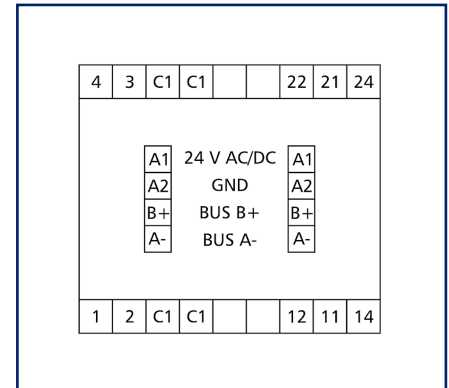 4 3 C1 C1 22 21 24
A1 24 V AC/DC A1
A2 GND A2
B+ BUS B+ B+
A- BUS A- A-
1 2 C1 C1 12 11 14